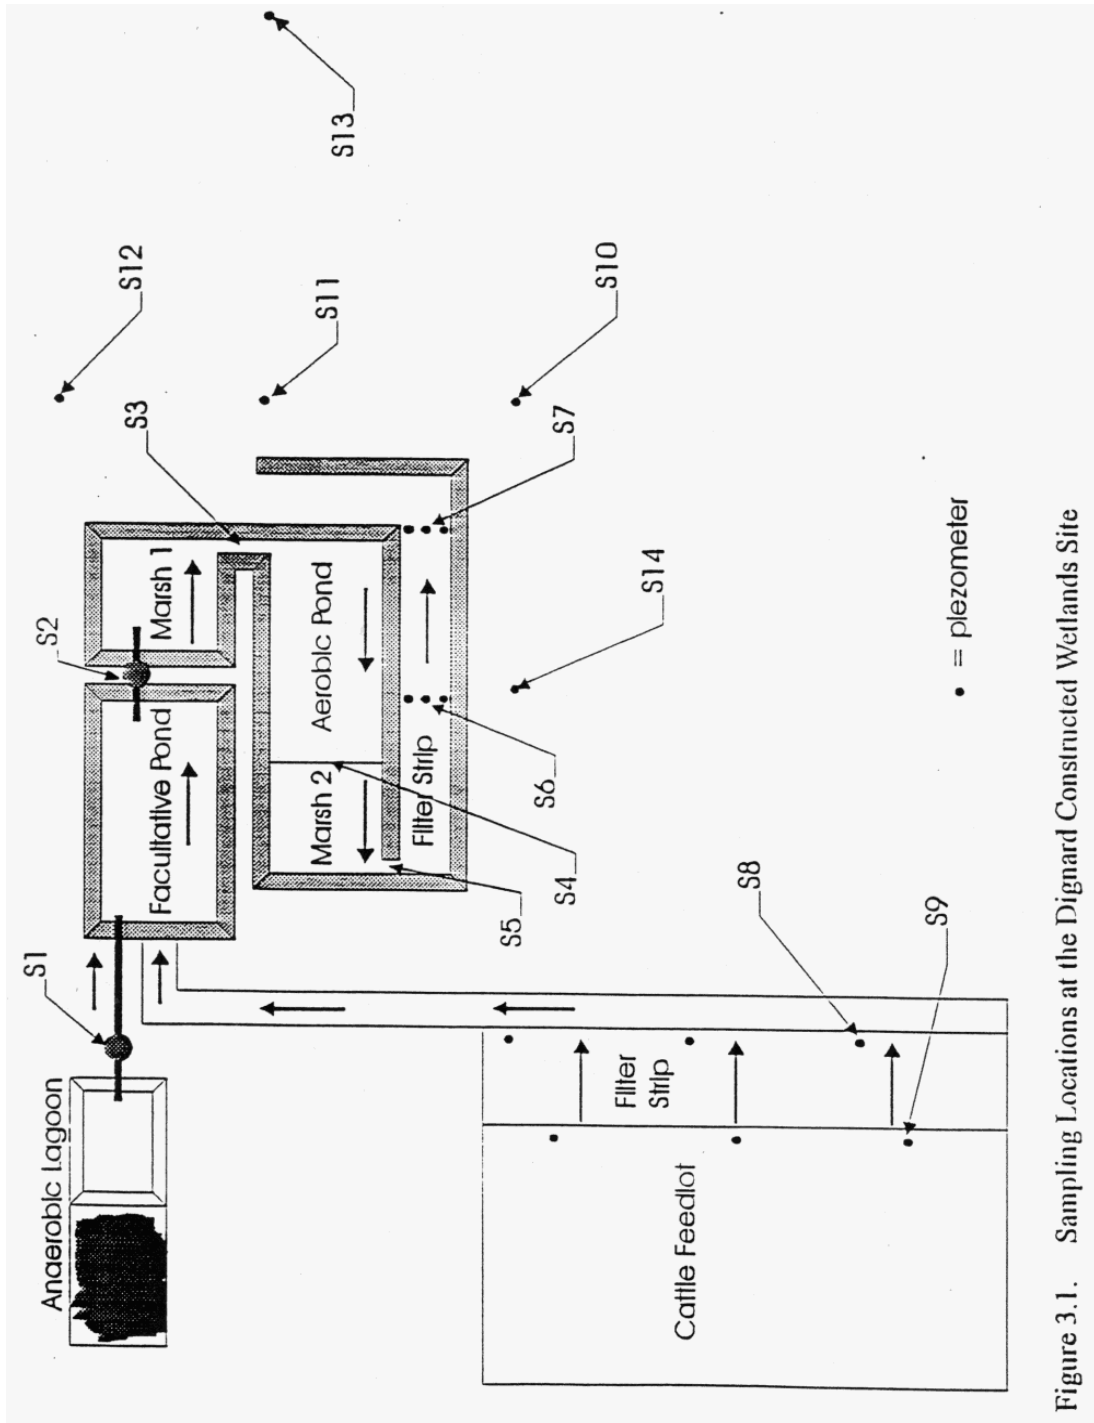 S1
S2
Anaerobic Lagoon
S12
S3
Facultative Pond
Marsh 1
S11
S13
Marsh 2
Aerobic Pond
Filter Strip
S5
S6
S4
S7
S10
Filter
Strip
S14
Cattle Feedlot
S8
S9
= piezometer
Figure 3.1. Sampling Locations at the Dignard Constructed Wetlands Site